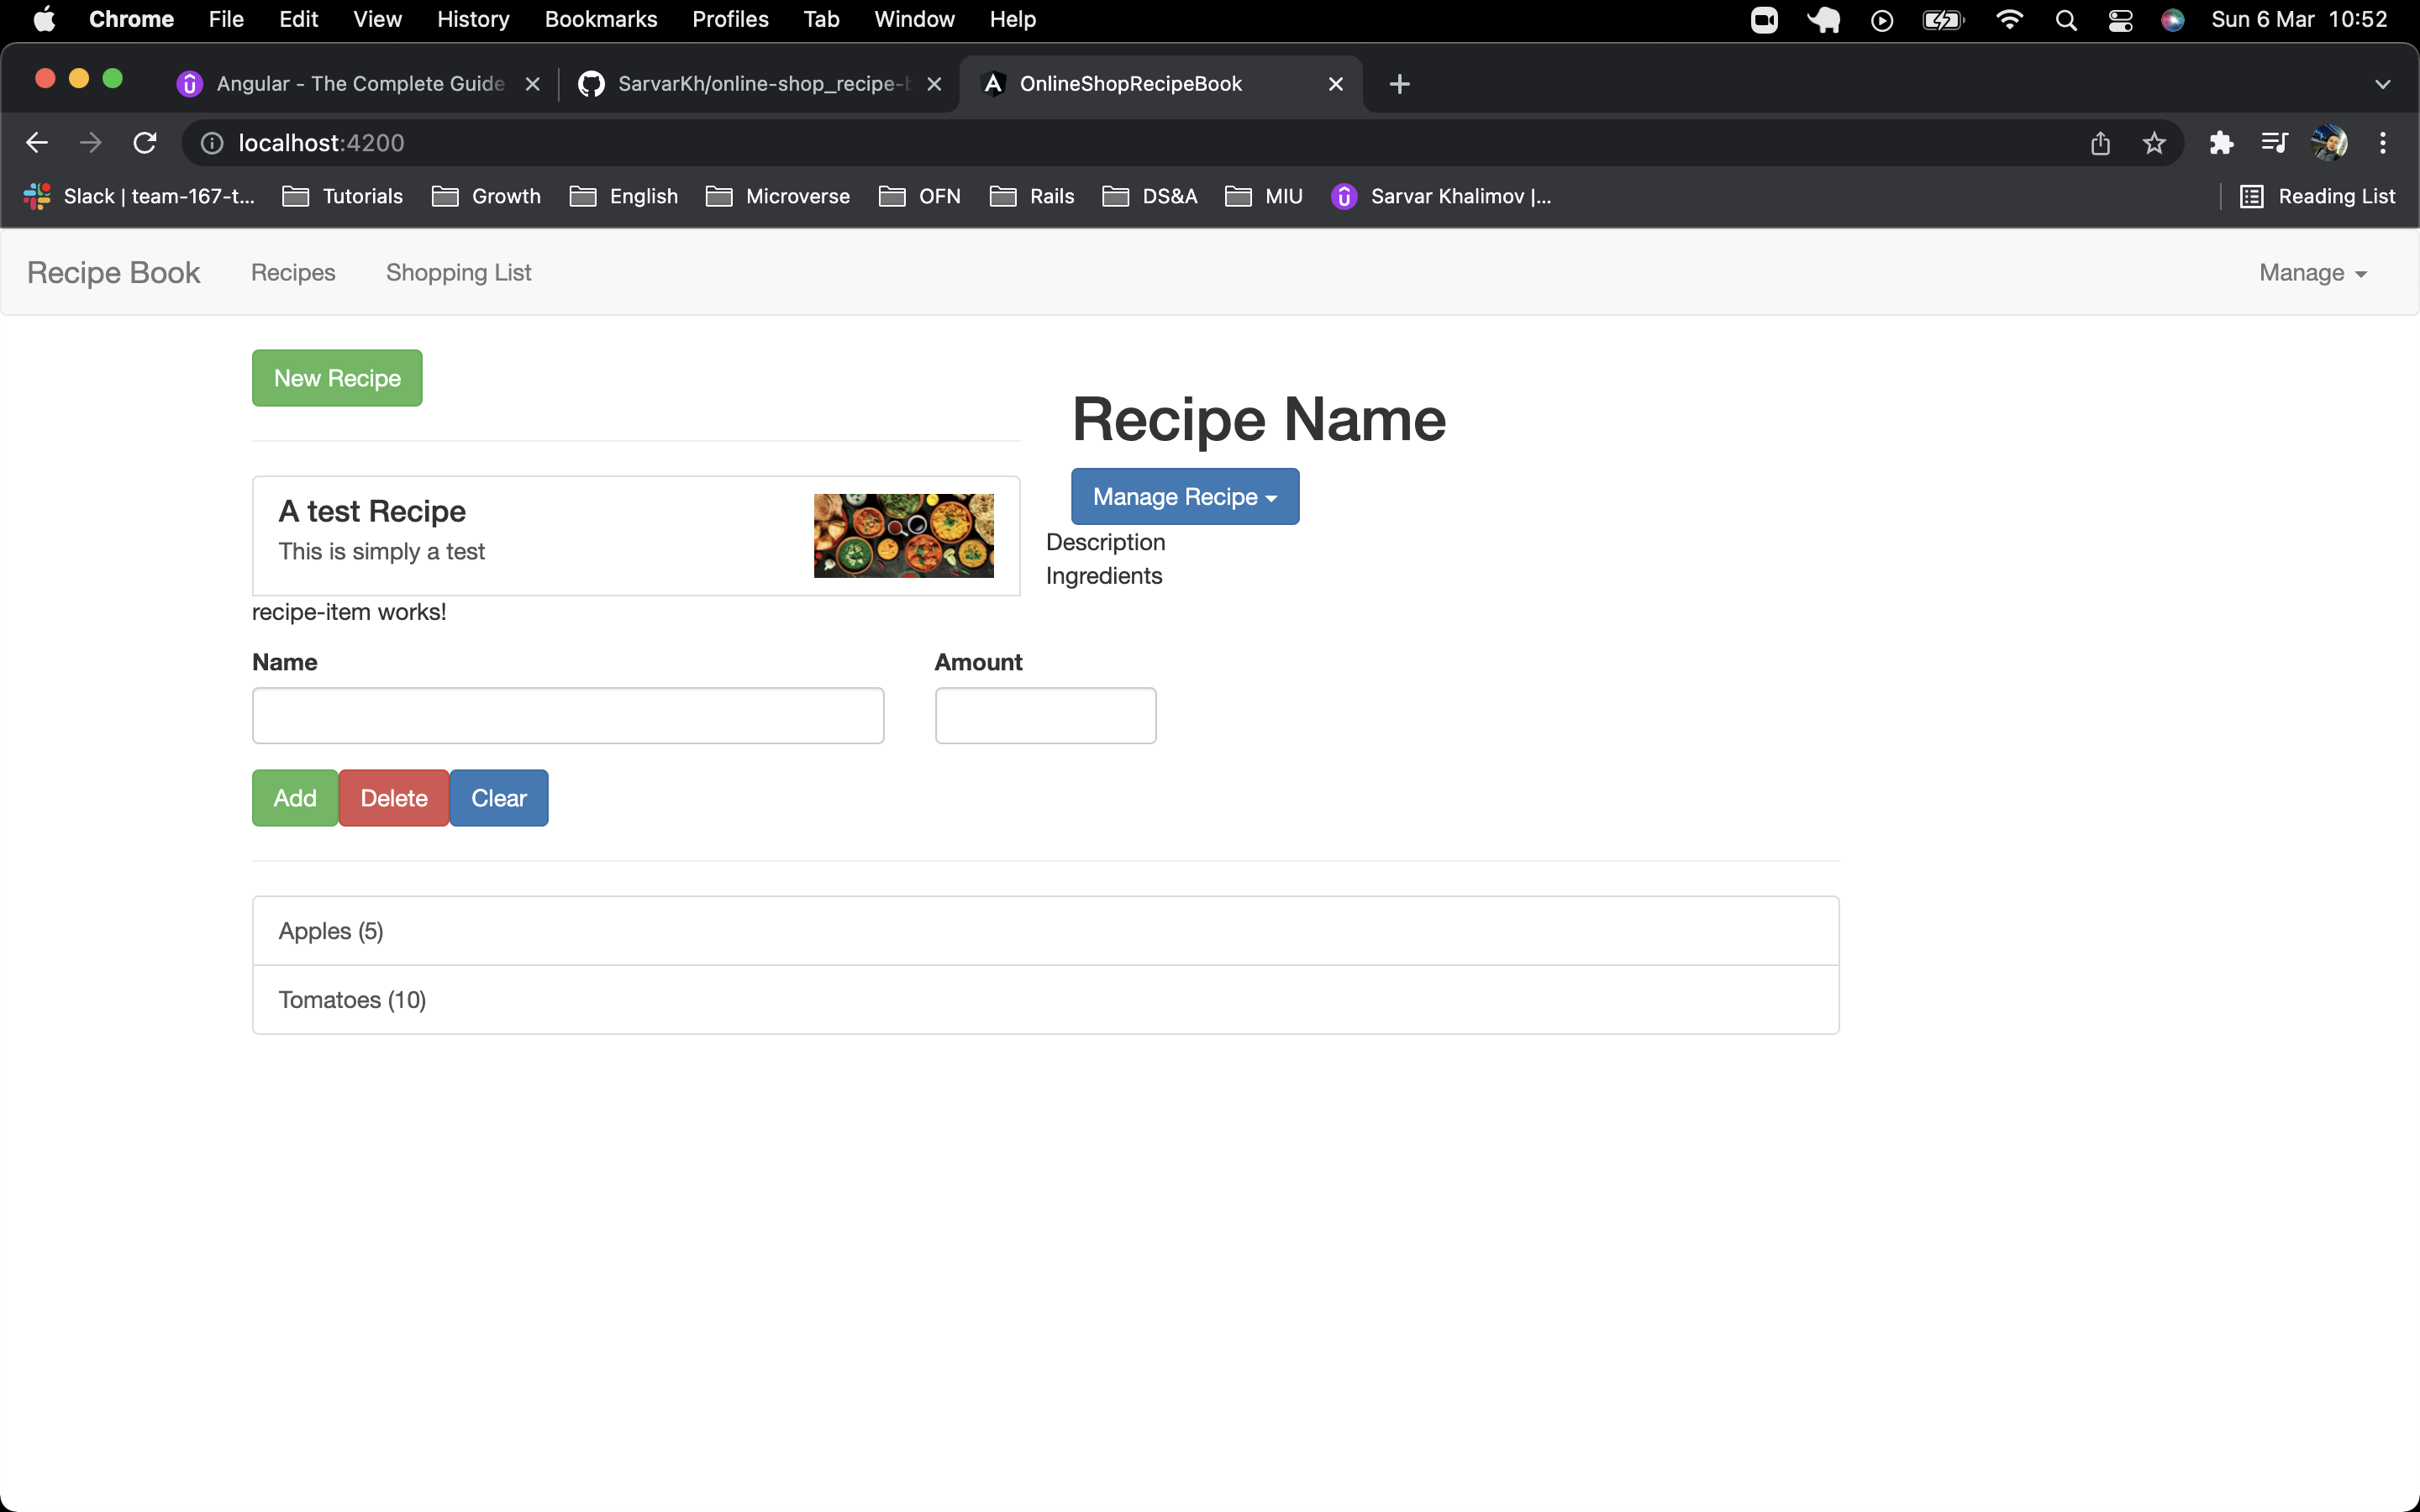 Chrome File Edit View History Bookmarks Profiles Tab Window Help Sun 6 Mar 10:52
Angular - The Complete Guide SarvarKh/online-shop_recipe-b OnlineShopRecipeBook
localhost:4200
Slack | team-167-t... Tutorials Growth English Microverse OFN Rails DS&A MIU Sarvar Khalimov |... Reading List
Recipe Book Recipes Shopping List Manage
New Recipe
Recipe Name
Manage Recipe
A test Recipe
This is simply a test
Description
Ingredients
recipe-item works!
Name Amount
Add Delete Clear
Apples (5)
Tomatoes (10)